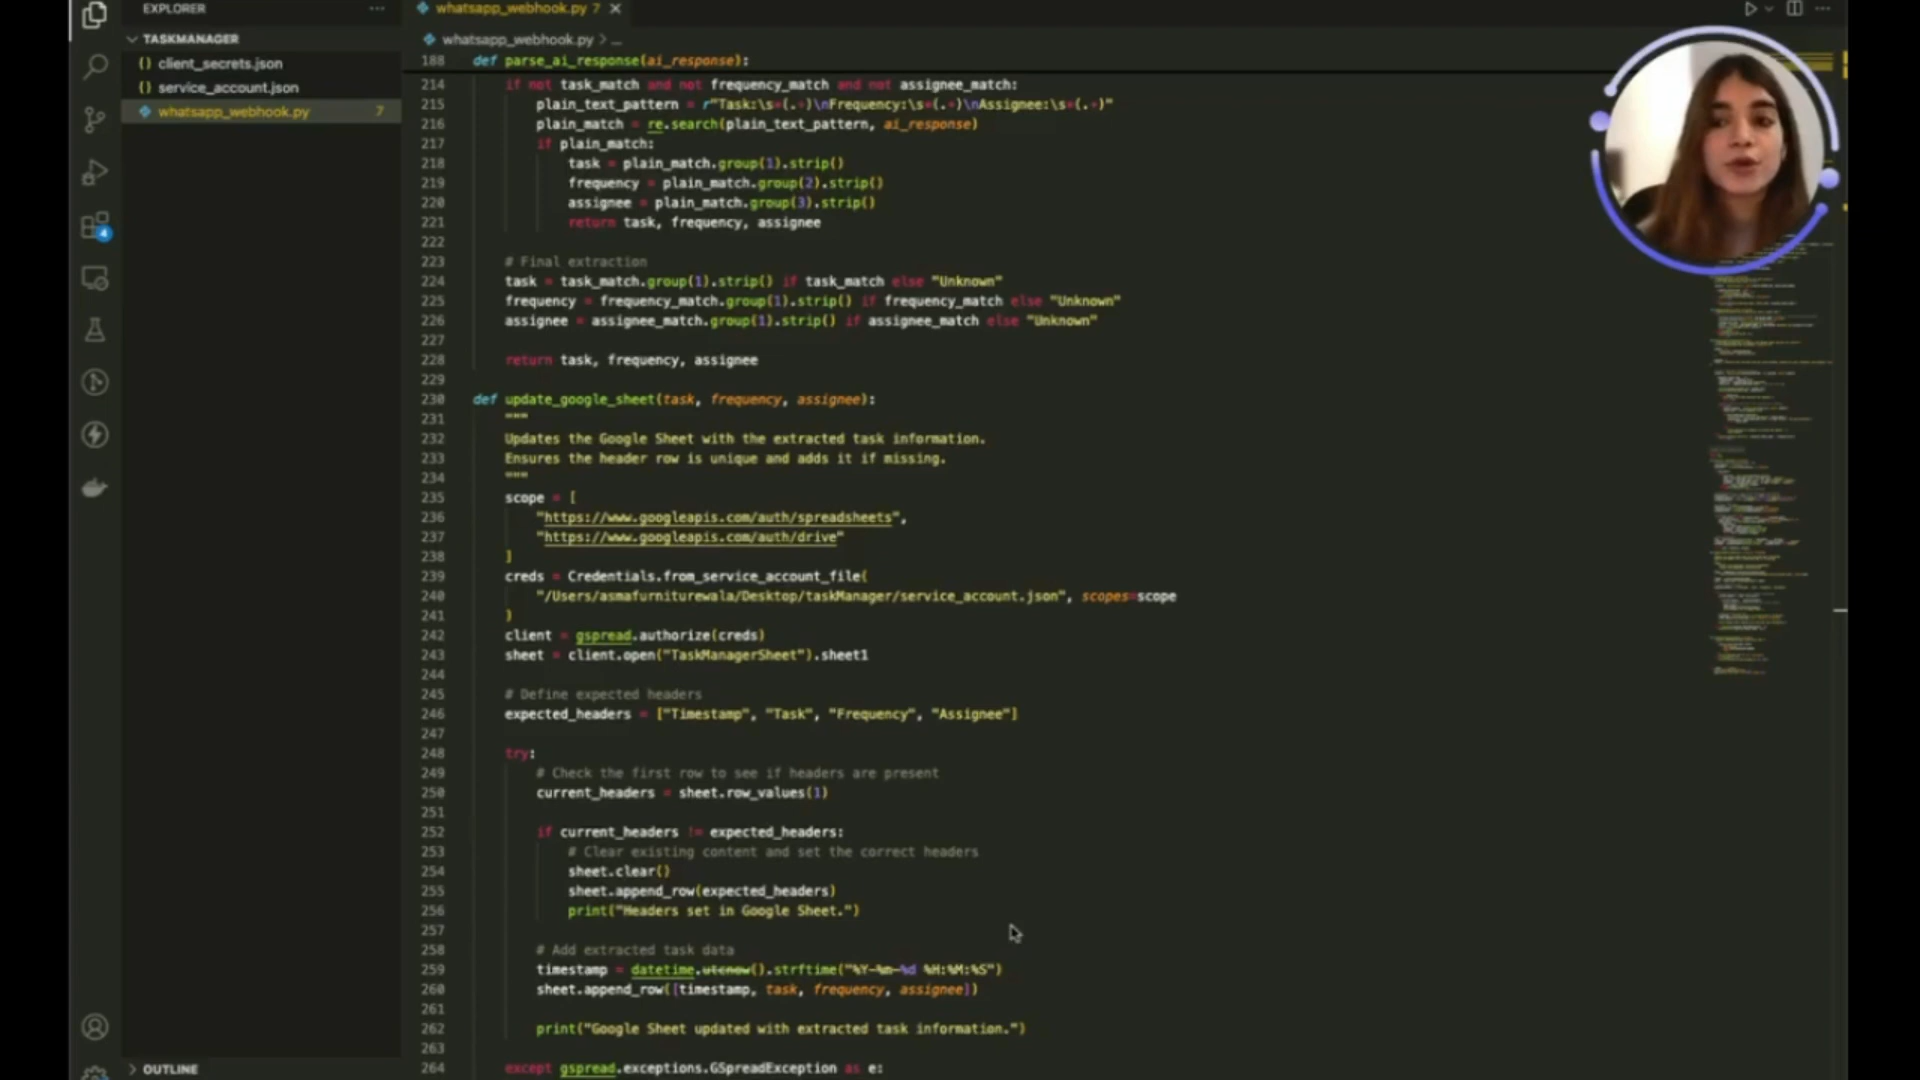 EXPLORER
whatsapp_webhook.py 7
TASKMANAGER
whatsapp_webhook.py > ...
client_secrets.json
service_account.json
whatsapp_webhook.py 7
4
188 def parse_ai_response(ai_response):
214 if not task_match and not frequency_match and not assignee_match:
215 plain_text_pattern = r"Task:\s*(.+)\nFrequency:\s*(.+)\nAssignee:\s*(.+)"
216 plain_match = re.search(plain_text_pattern, ai_response)
217 if plain_match:
218 task = plain_match.group(1).strip()
219 frequency = plain_match.group(2).strip()
220 assignee = plain_match.group(3).strip()
221 return task, frequency, assignee
222
223 # Final extraction
224 task = task_match.group(1).strip() if task_match else "Unknown"
225 frequency = frequency_match.group(1).strip() if frequency_match else "Unknown"
226 assignee = assignee_match.group(1).strip() if assignee_match else "Unknown"
227
228 return task, frequency, assignee
229
230 def update_google_sheet(task, frequency, assignee):
231 """
232 Updates the Google Sheet with the extracted task information.
233 Ensures the header row is unique and adds it if missing.
234 """
235 scope = [
236 "https://www.googleapis.com/auth/spreadsheets",
237 "https://www.googleapis.com/auth/drive"
238 ]
239 creds = Credentials.from_service_account_file(
240 "/Users/asmafurniturewala/Desktop/taskManager/service_account.json", scopes=scope
241 )
242 client = gspread.authorize(creds)
243 sheet = client.open("TaskManagerSheet").sheet1
244
245 # Define expected headers
246 expected_headers = ["Timestamp", "Task", "Frequency", "Assignee"]
247
248 try:
249 # Check the first row to see if headers are present
250 current_headers = sheet.row_values(1)
251
252 if current_headers != expected_headers:
253 # Clear existing content and set the correct headers
254 sheet.clear()
255 sheet.append_row(expected_headers)
256 print("Headers set in Google Sheet.")
257
258 # Add extracted task data
259 timestamp = datetime.utcnow().strftime("%Y-%m-%d %H:%M:%S")
260 sheet.append_row([timestamp, task, frequency, assignee])
261
262 print("Google Sheet updated with extracted task information.")
263
264 except gspread.exceptions.GSpreadException as e:
OUTLINE